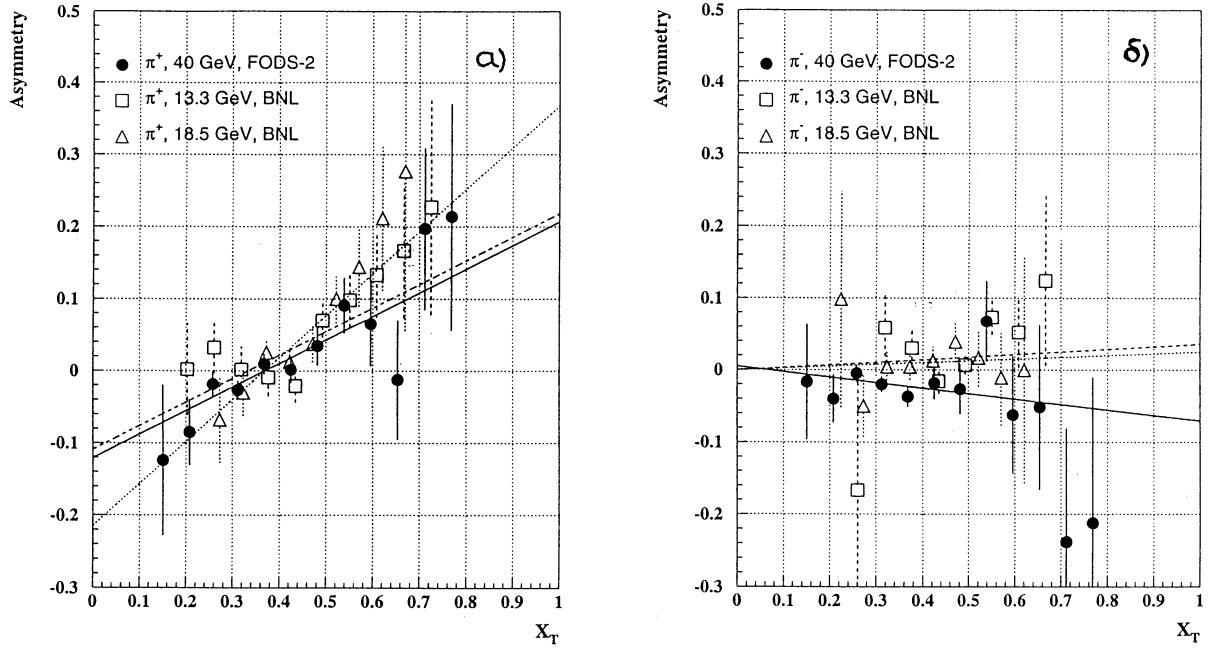 Asymmetry
0.5
0.4
0.3
0.2
0.1
0
-0.1
-0.2
-0.3
● π⁺, 40 GeV, FODS-2
□ π⁺, 13.3 GeV, BNL
△ π⁺, 18.5 GeV, BNL
а)
0 0.1 0.2 0.3 0.4 0.5 0.6 0.7 0.8 0.9 1
X_T
Asymmetry
0.5
0.4
0.3
0.2
0.1
0
-0.1
-0.2
-0.3
● π⁻, 40 GeV, FODS-2
□ π⁻, 13.3 GeV, BNL
△ π⁻, 18.5 GeV, BNL
б)
0 0.1 0.2 0.3 0.4 0.5 0.6 0.7 0.8 0.9 1
X_T